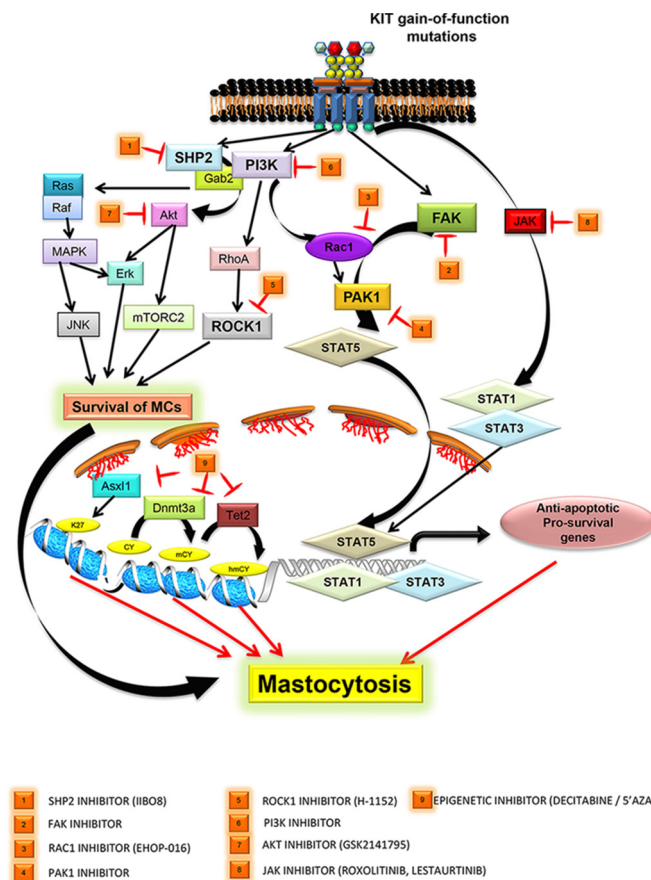 KIT gain-of-function
mutations
1
SHP2
PI3K
6
Gab2
Ras
Raf
7
Akt
3
FAK
JAK
8
MAPK
Erk
RhoA
Rac1
2
5
PAK1
4
JNK
mTORC2
ROCK1
STAT5
Survival of MCs
STAT1
STAT3
9
Asxl1
Dnmt3a
Tet2
K27
CY
mCY
hmCY
STAT5
STAT1
STAT3
Anti-apoptotic
Pro-survival
genes
Mastocytosis
1 SHP2 INHIBITOR (IIBO8)
2 FAK INHIBITOR
3 RAC1 INHIBITOR (EHOP-016)
4 PAK1 INHIBITOR
5 ROCK1 INHIBITOR (H-1152)
6 PI3K INHIBITOR
7 AKT INHIBITOR (GSK2141795)
8 JAK INHIBITOR (ROXOLITINIB, LESTAURTINIB)
9 EPIGENETIC INHIBITOR (DECITABINE / 5'AZA